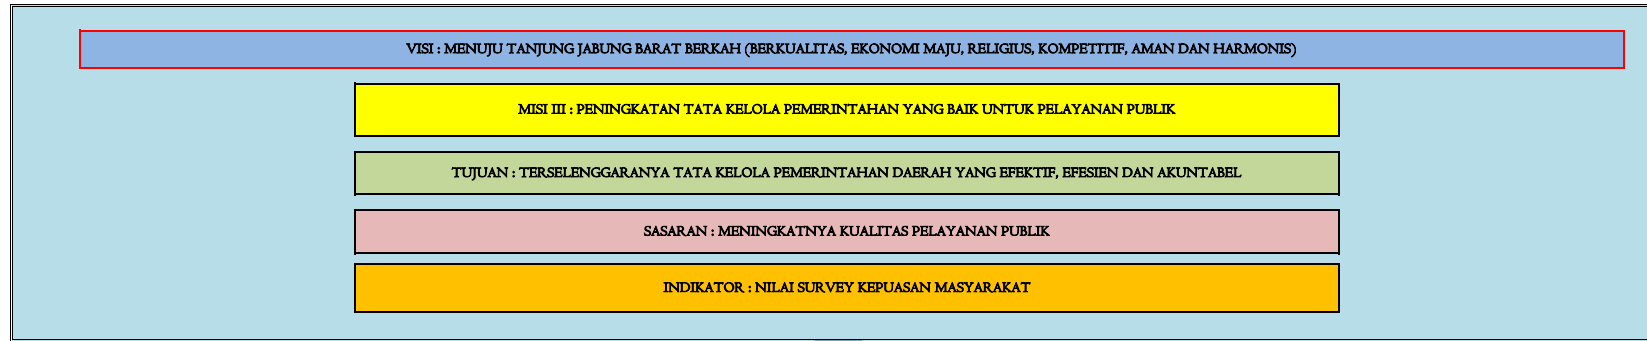 VISI : MENUJU TANJUNG JABUNG BARAT BERKAH (BERKUALITAS, EKONOMI MAJU, RELIGIUS, KOMPETITIF, AMAN DAN HARMONIS)
MISI III : PENINGKATAN TATA KELOLA PEMERINTAHAN YANG BAIK UNTUK PELAYANAN PUBLIK
TUJUAN : TERSELENGGARANYA TATA KELOLA PEMERINTAHAN DAERAH YANG EFEKTIF, EFESIEN DAN AKUNTABEL
SASARAN : MENINGKATNYA KUALITAS PELAYANAN PUBLIK
INDIKATOR : NILAI SURVEY KEPUASAN MASYARAKAT